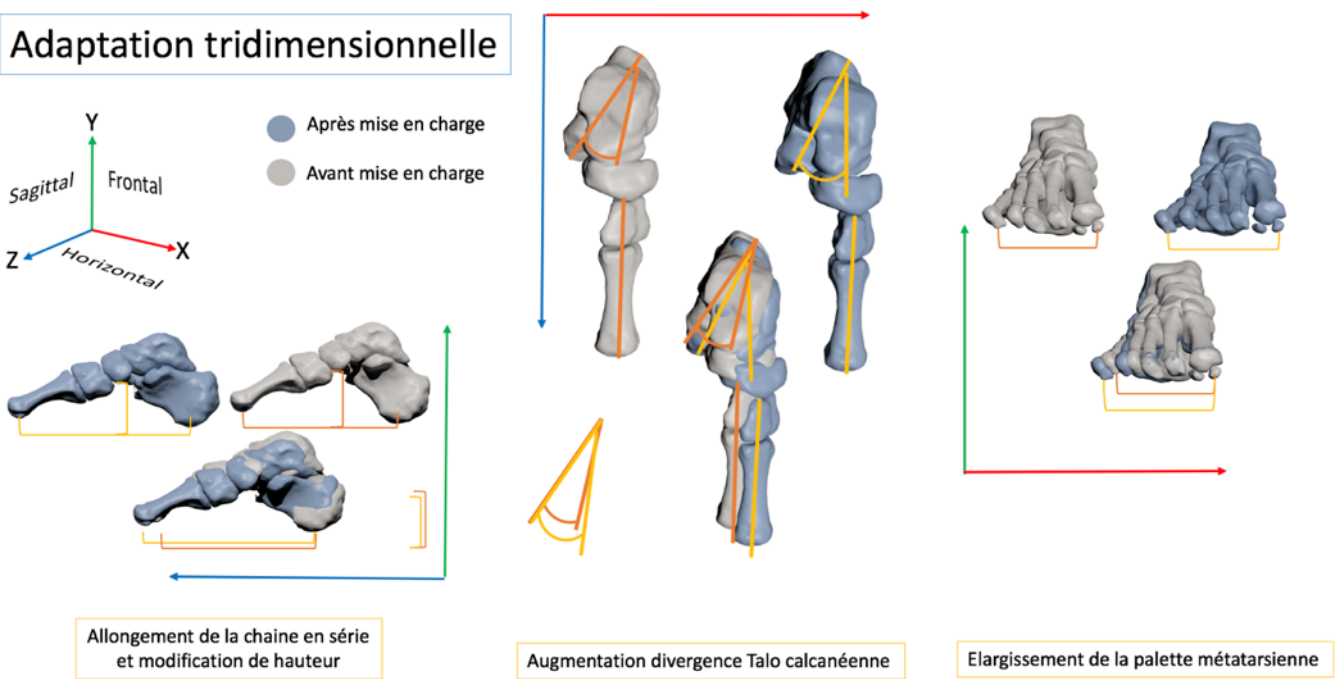 Adaptation tridimensionnelle
Y
Sagittal
Frontal
Z
X
Horizontal
Après mise en charge
Avant mise en charge
Allongement de la chaine en série
et modification de hauteur
Augmentation divergence Talo calcanéenne
Elargissement de la palette métatarsienne